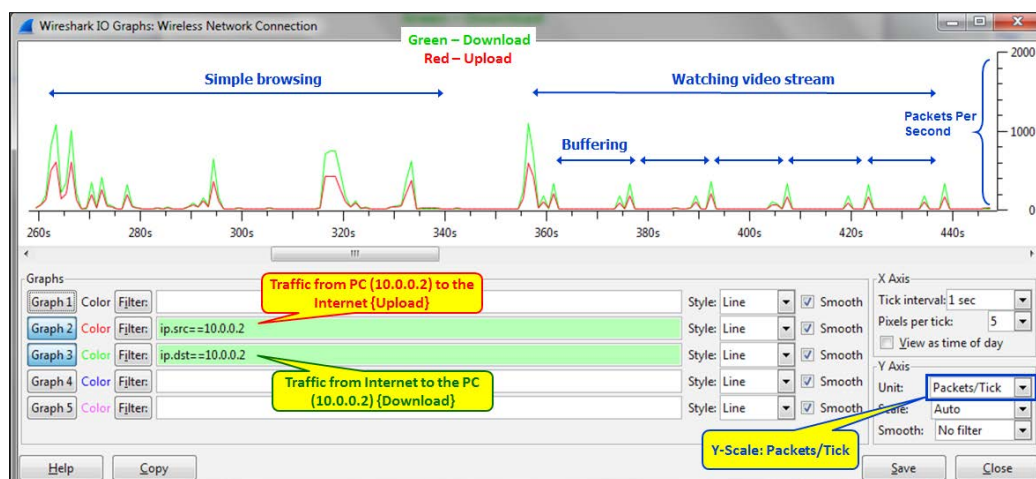 Wireshark IO Graphs: Wireless Network Connection
Green – Download
Green – Download
Red – Upload
Simple browsing
Watching video stream
Packets Per
Second
Buffering
2000
1000
0
260s 280s 300s 320s 340s 360s 380s 400s 420s 440s
Graphs
Graph 1 Color Filter: Style: Line Smooth
Graph 2 Color Filter: ip.src==10.0.0.2 Style: Line Smooth
Graph 3 Color Filter: ip.dst==10.0.0.2 Style: Line Smooth
Graph 4 Color Filter: Style: Line Smooth
Graph 5 Color Filter: Style: Line Smooth
Traffic from PC (10.0.0.2) to the
Internet {Upload}
Traffic from Internet to the PC
(10.0.0.2) {Download}
X Axis
Tick interval: 1 sec
Pixels per tick: 5
View as time of day
Y Axis
Unit: Packets/Tick
Scale: Auto
Smooth: No filter
Y-Scale: Packets/Tick
Help Copy Save Close